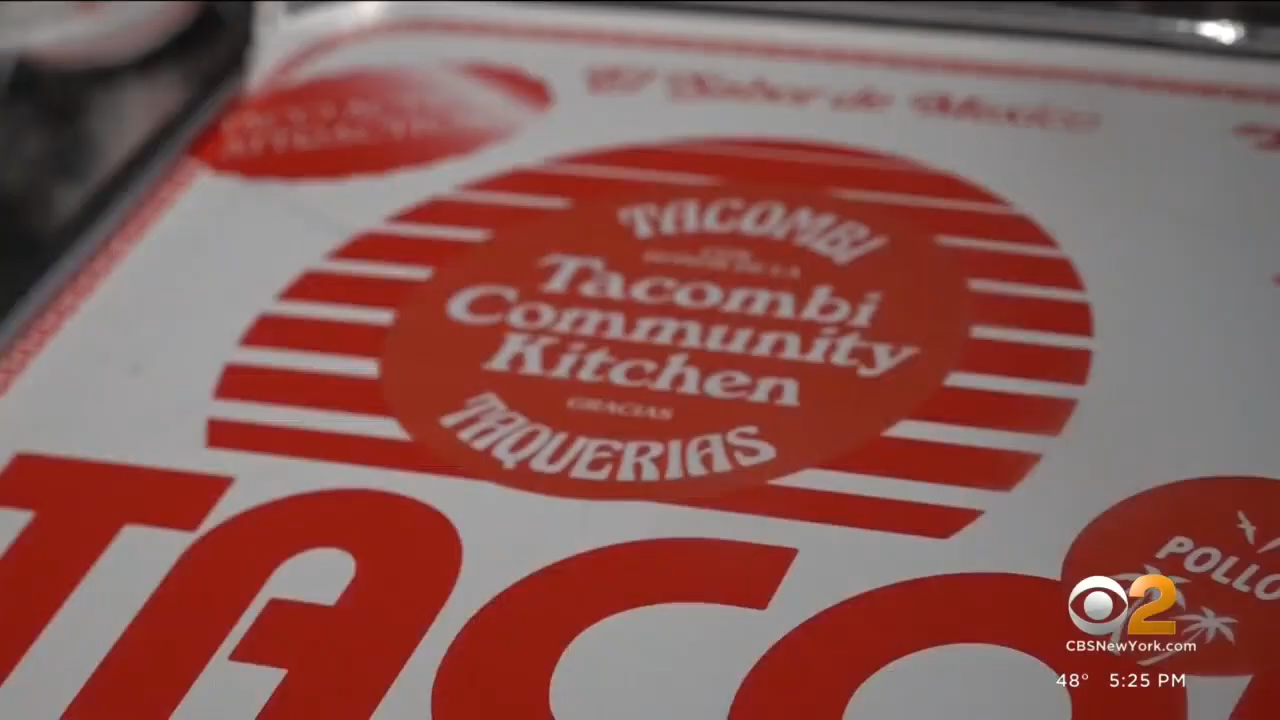 El Sabor de Mexico
TACOMBI
Tacombi
Community
Kitchen
GRACIAS
TAQUERIAS
TACO
POLLO
2
CBSNewYork.com
48° 5:25 PM